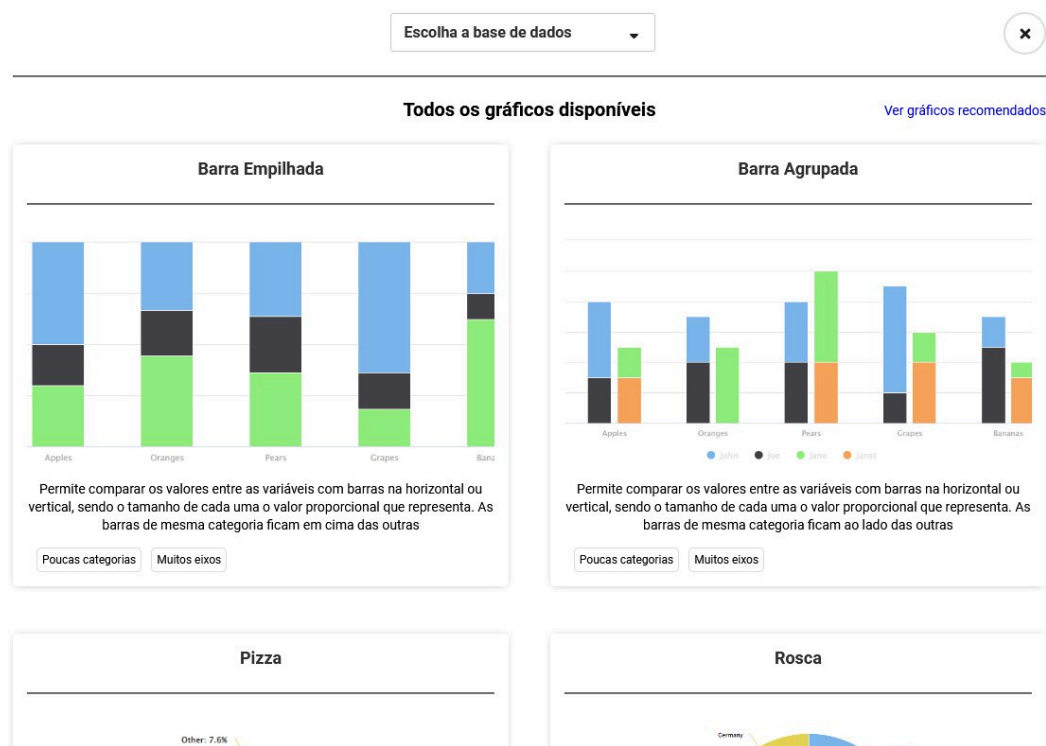 Escolha a base de dados
Todos os gráficos disponíveis
Ver gráficos recomendados
Barra Empilhada
Apples
Oranges
Pears
Grapes
Bana
Permite comparar os valores entre as variáveis com barras na horizontal ou
vertical, sendo o tamanho de cada uma o valor proporcional que representa. As
barras de mesma categoria ficam em cima das outras
Poucas categorias
Muitos eixos
Barra Agrupada
Apples
Oranges
Pears
Grapes
Bananas
John
Joe
Jane
Janet
Permite comparar os valores entre as variáveis com barras na horizontal ou
vertical, sendo o tamanho de cada uma o valor proporcional que representa. As
barras de mesma categoria ficam ao lado das outras
Poucas categorias
Muitos eixos
Pizza
Other: 7.6%
Rosca
Germany